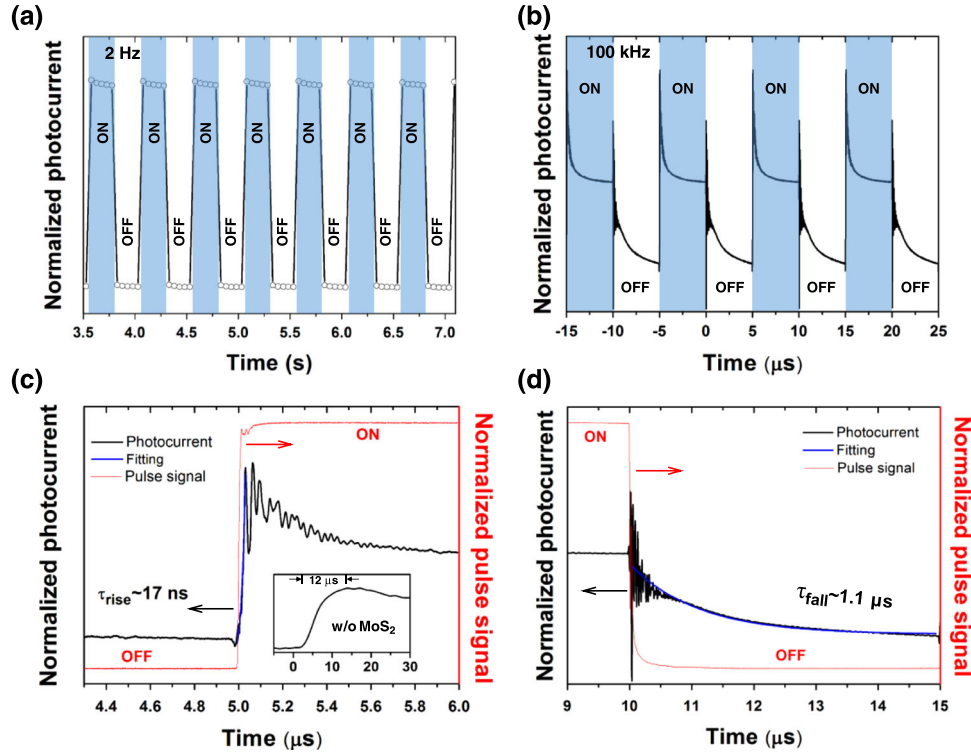 (a)
2 Hz
Normalized photocurrent
ON ON ON ON ON ON ON
OFF OFF OFF OFF OFF OFF OFF
3.5 4.0 4.5 5.0 5.5 6.0 6.5 7.0
Time (s)
(b)
100 kHz
Normalized photocurrent
ON ON ON ON
OFF OFF OFF OFF
-15 -10 -5 0 5 10 15 20 25
Time (μs)
(c)
Normalized photocurrent
Photocurrent
Fitting
Pulse signal
ON
τrise~17 ns
OFF
12 μs
w/o MoS2
0 10 20 30
4.4 4.6 4.8 5.0 5.2 5.4 5.6 5.8 6.0
Time (μs)
Normalized pulse signal
(d)
Normalized photocurrent
ON
Photocurrent
Fitting
Pulse signal
τfall~1.1 μs
OFF
9 10 11 12 13 14 15
Time (μs)
Normalized pulse signal